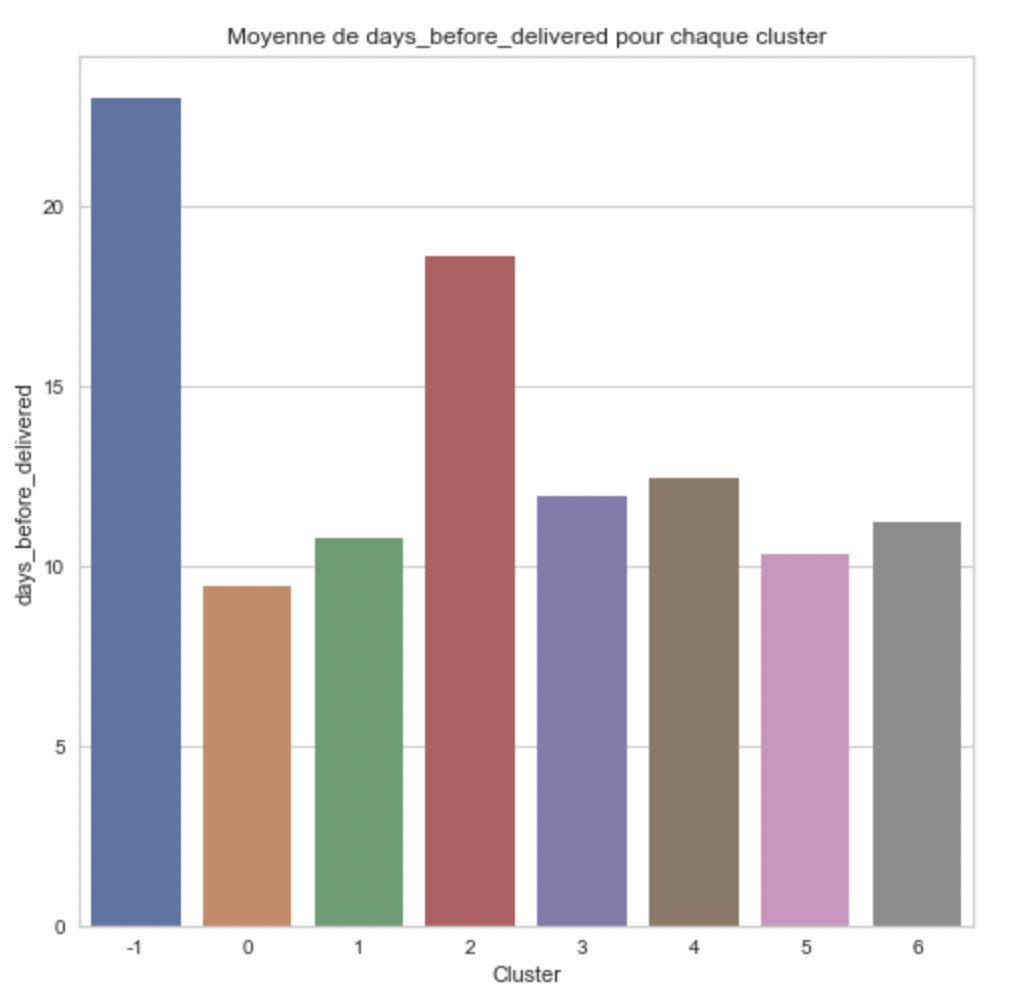 Moyenne de days_before_delivered pour chaque cluster
days_before_delivered
20
15
10
5
0
-1 0 1 2 3 4 5 6
Cluster